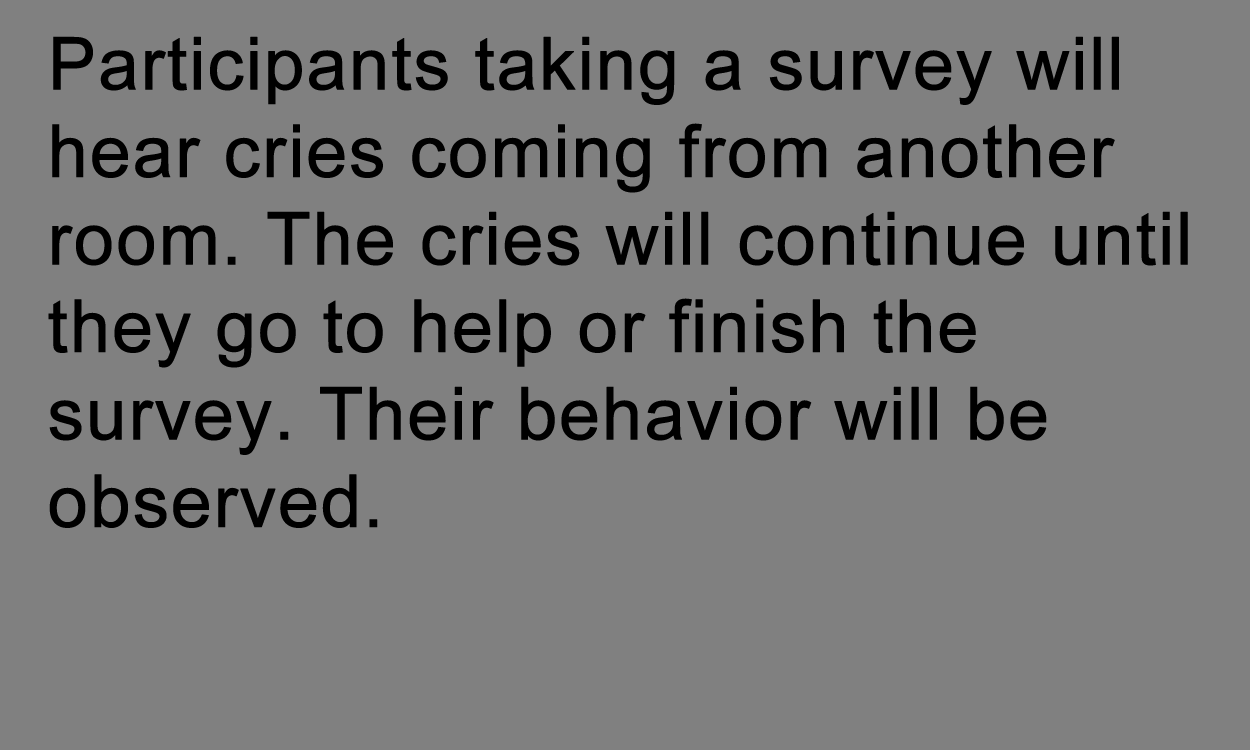 Participants taking a survey will
hear cries coming from another
room. The cries will continue until
they go to help or finish the
survey. Their behavior will be
observed.